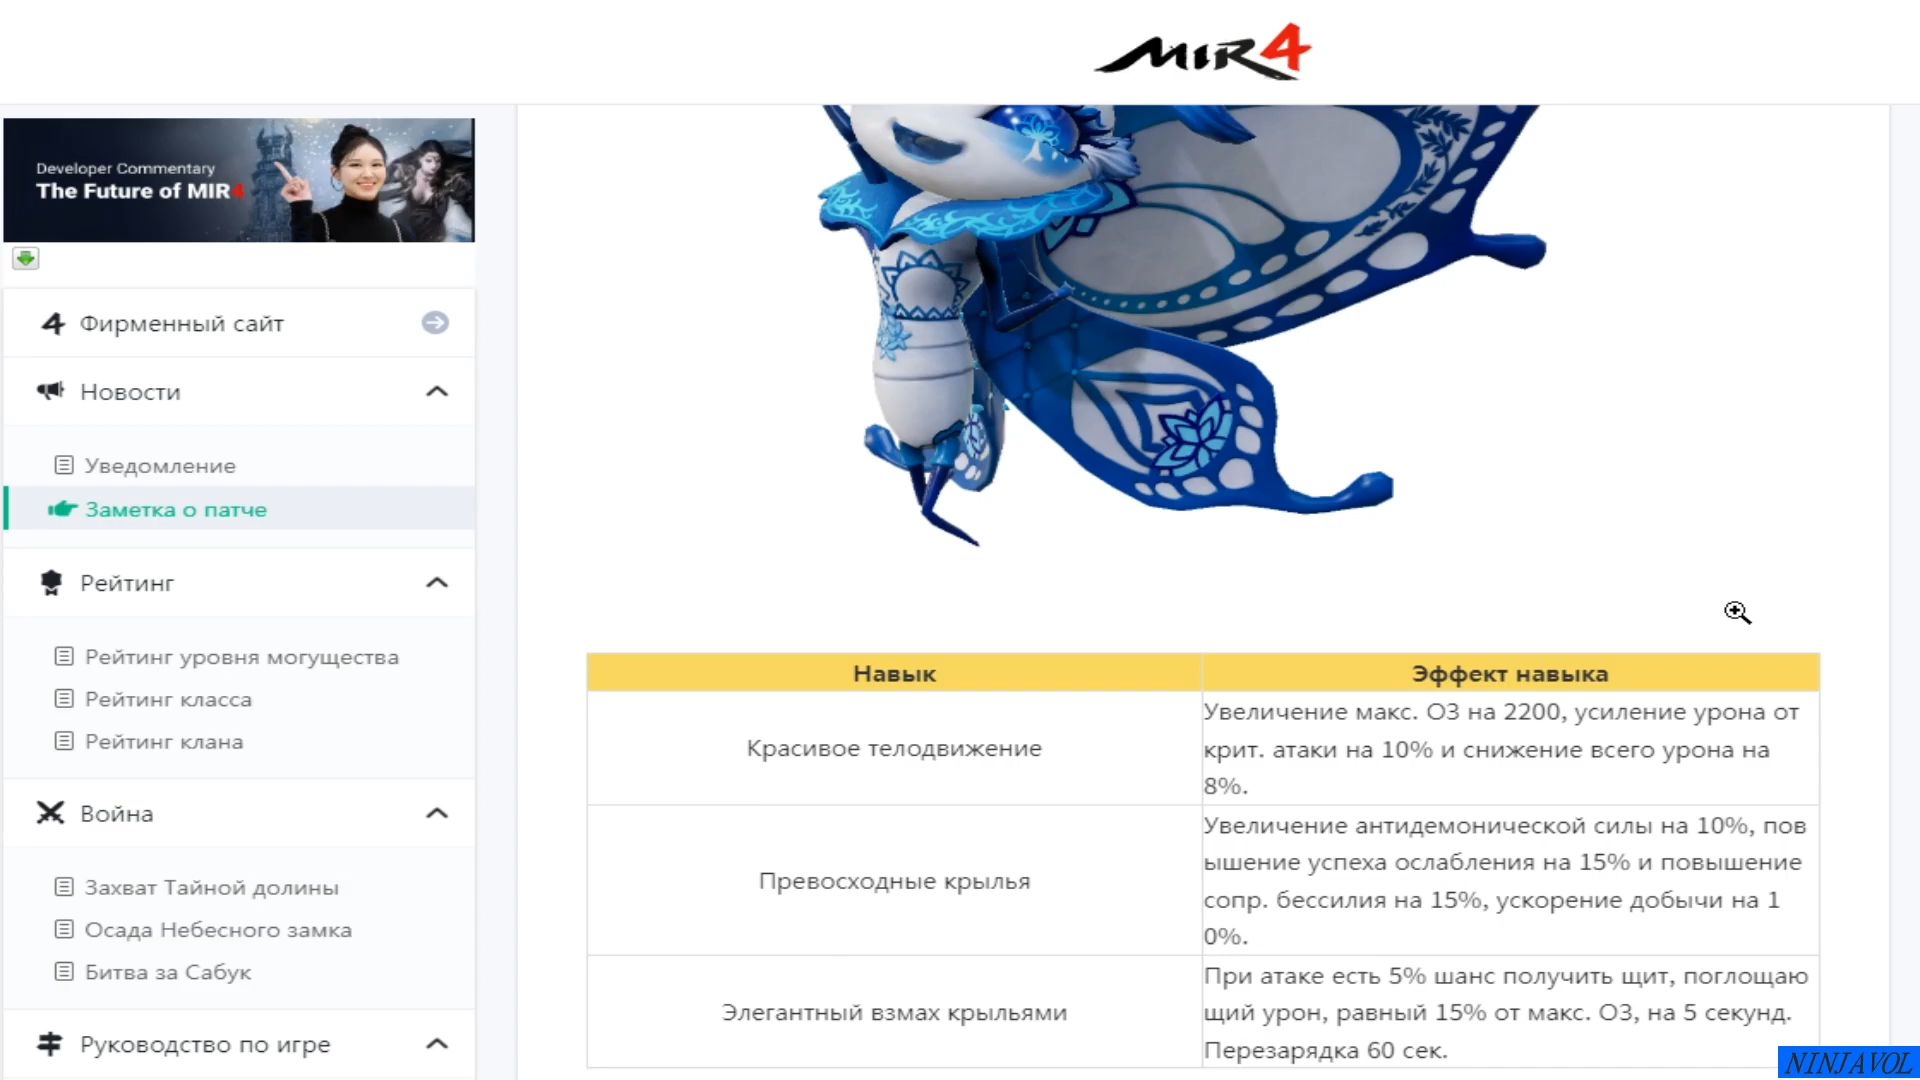 MIR4
Developer Commentary
The Future of MIR4
Фирменный сайт
Новости
Уведомление
Заметка о патче
Рейтинг
Рейтинг уровня могущества
Рейтинг класса
Рейтинг клана
Война
Захват Тайной долины
Осада Небесного замка
Битва за Сабук
Руководство по игре
Навык
Эффект навыка
Красивое телодвижение
Увеличение макс. ОЗ на 2200, усиление урона от
крит. атаки на 10% и снижение всего урона на
8%.
Превосходные крылья
Увеличение антидемонической силы на 10%, пов
ышение успеха ослабления на 15% и повышение
сопр. бессилия на 15%, ускорение добычи на 1
0%.
Элегантный взмах крыльями
При атаке есть 5% шанс получить щит, поглощаю
щий урон, равный 15% от макс. ОЗ, на 5 секунд.
Перезарядка 60 сек.
NINJAVOL